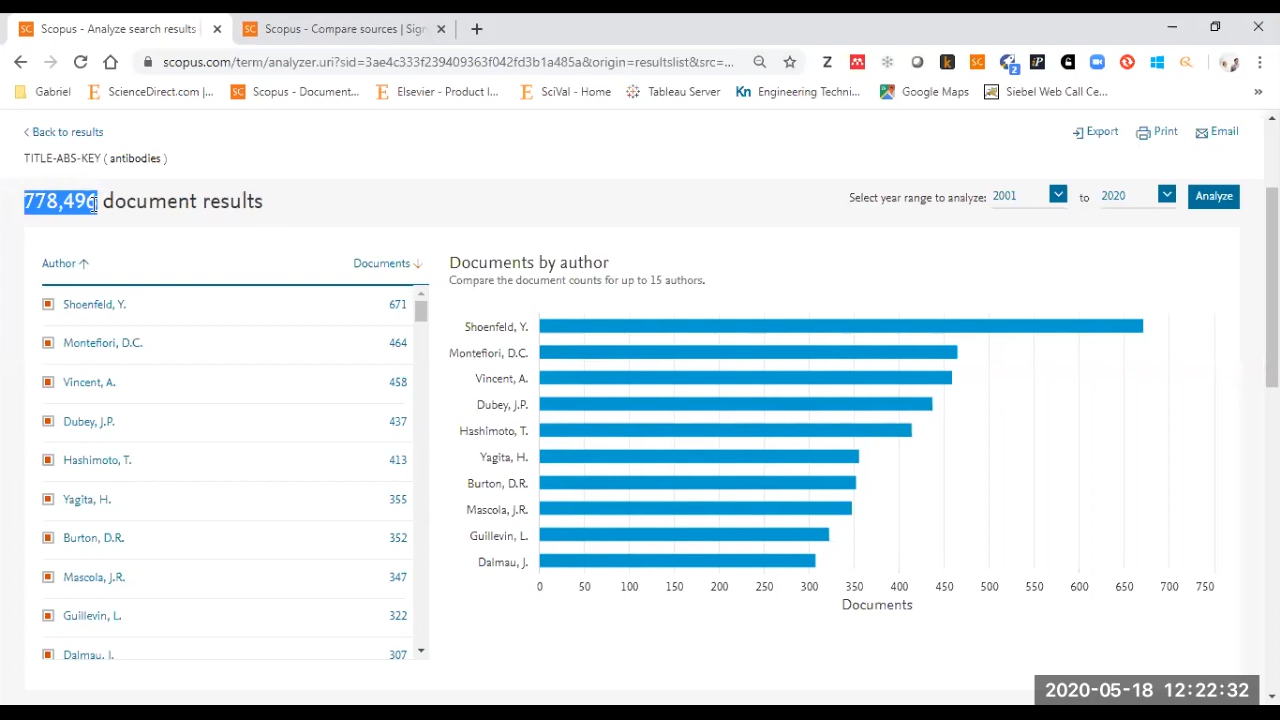 SC Scopus - Analyze search results
SC Scopus - Compare sources | Sign
scopus.com/term/analyzer.uri?sid=3ae4c333f239409363f042fd3b1a485a&origin=resultslist&src=...
Gabriel
ScienceDirect.com |...
SC Scopus - Document...
Elsevier - Product I...
SciVal - Home
Tableau Server
Kn Engineering Techni...
Google Maps
Siebel Web Call Ce...
Back to results
Export
Print
Email
TITLE-ABS-KEY ( antibodies )
778,496 document results
Select year range to analyze: 2001 to 2020 Analyze
Author
Documents
Shoenfeld, Y. 671
Montefiori, D.C. 464
Vincent, A. 458
Dubey, J.P. 437
Hashimoto, T. 413
Yagita, H. 355
Burton, D.R. 352
Mascola, J.R. 347
Guillevin, L. 322
Dalmau, J. 307
Documents by author
Compare the document counts for up to 15 authors.
Shoenfeld, Y.
Montefiori, D.C.
Vincent, A.
Dubey, J.P.
Hashimoto, T.
Yagita, H.
Burton, D.R.
Mascola, J.R.
Guillevin, L.
Dalmau, J.
0 50 100 150 200 250 300 350 400 450 500 550 600 650 700 750
Documents
2020-05-18 12:22:32